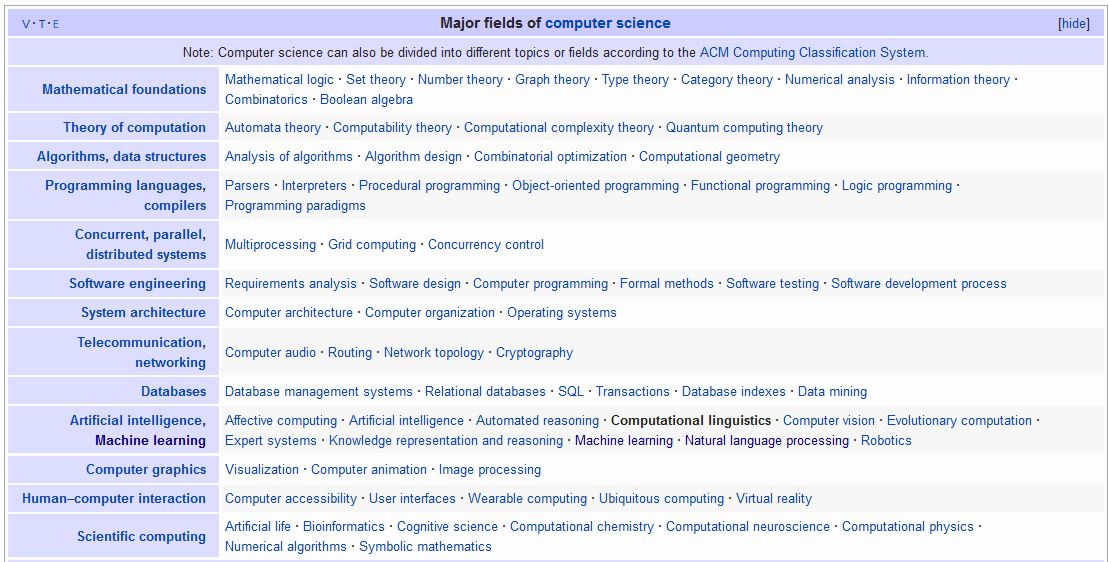 V · T · E Major fields of computer science [hide]
Note: Computer science can also be divided into different topics or fields according to the ACM Computing Classification System.
Mathematical foundations
Mathematical logic · Set theory · Number theory · Graph theory · Type theory · Category theory · Numerical analysis · Information theory ·
Combinatorics · Boolean algebra
Theory of computation
Automata theory · Computability theory · Computational complexity theory · Quantum computing theory
Algorithms, data structures
Analysis of algorithms · Algorithm design · Combinatorial optimization · Computational geometry
Programming languages,
compilers
Parsers · Interpreters · Procedural programming · Object-oriented programming · Functional programming · Logic programming ·
Programming paradigms
Concurrent, parallel,
distributed systems
Multiprocessing · Grid computing · Concurrency control
Software engineering
Requirements analysis · Software design · Computer programming · Formal methods · Software testing · Software development process
System architecture
Computer architecture · Computer organization · Operating systems
Telecommunication,
networking
Computer audio · Routing · Network topology · Cryptography
Databases
Database management systems · Relational databases · SQL · Transactions · Database indexes · Data mining
Artificial intelligence,
Machine learning
Affective computing · Artificial intelligence · Automated reasoning · Computational linguistics · Computer vision · Evolutionary computation ·
Expert systems · Knowledge representation and reasoning · Machine learning · Natural language processing · Robotics
Computer graphics
Visualization · Computer animation · Image processing
Human–computer interaction
Computer accessibility · User interfaces · Wearable computing · Ubiquitous computing · Virtual reality
Scientific computing
Artificial life · Bioinformatics · Cognitive science · Computational chemistry · Computational neuroscience · Computational physics ·
Numerical algorithms · Symbolic mathematics